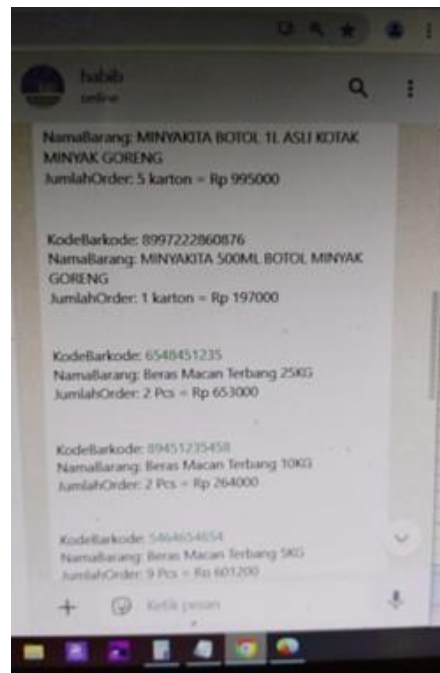 habib
online
NamaBarang: MINYAKITA BOTOL 1L ASLI KOTAK
MINYAK GORENG
JumlahOrder: 5 karton = Rp 995000
KodeBarkode: 8997222860876
NamaBarang: MINYAKITA 500ML BOTOL MINYAK
GORENG
JumlahOrder: 1 karton = Rp 197000
KodeBarkode: 6548451235
NamaBarang: Beras Macan Terbang 25KG
JumlahOrder: 2 Pcs = Rp 653000
KodeBarkode: 89451235458
NamaBarang: Beras Macan Terbang 10KG
JumlahOrder: 2 Pcs = Rp 264000
KodeBarkode: 5464654654
NamaBarang: Beras Macan Terbang 5KG
JumlahOrder: 9 Pcs = Rp 601200
Ketik pesan